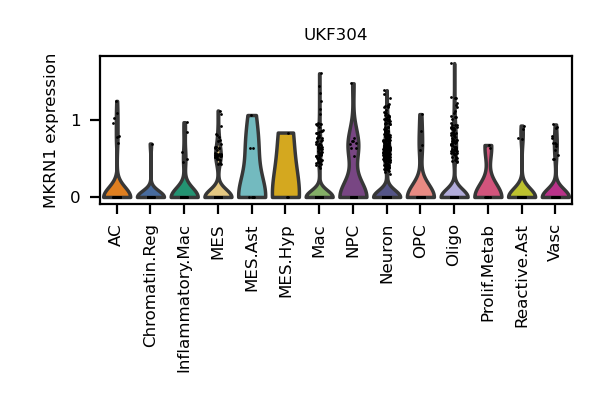 UKF304
MKRN1 expression
1
0
AC
Chromatin.Reg
Inflammatory.Mac
MES
MES.Ast
MES.Hyp
Mac
NPC
Neuron
OPC
Oligo
Prolif.Metab
Reactive.Ast
Vasc